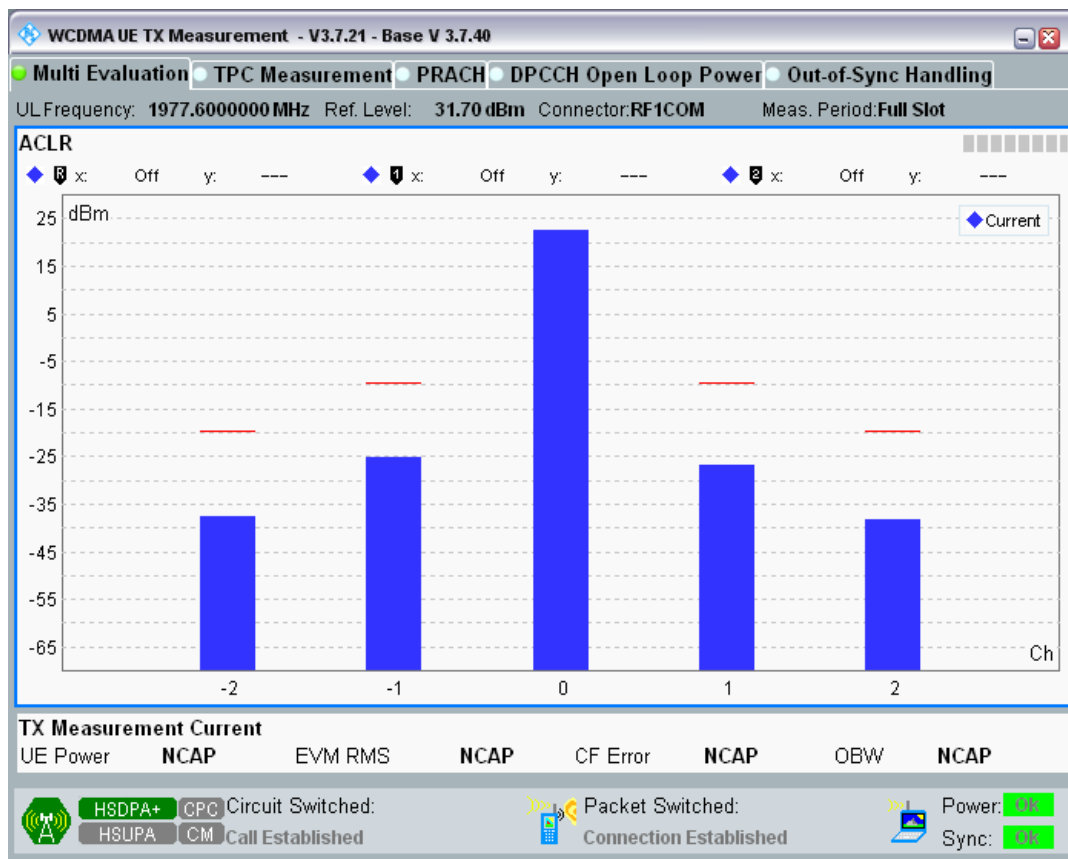 WCDMA UE TX Measurement - V3.7.21 - Base V 3.7.40
Multi Evaluation TPC Measurement PRACH DPCCH Open Loop Power Out-of-Sync Handling
UL Frequency: 1977.6000000 MHz Ref. Level: 31.70 dBm Connector:RF1COM Meas. Period:Full Slot
ACLR
R x: Off y: --- 1 x: Off y: --- 2 x: Off y: ---
dBm
Current
25
15
5
-5
-15
-25
-35
-45
-55
-65
Ch
-2 -1 0 1 2
TX Measurement Current
UE Power NCAP EVM RMS NCAP CF Error NCAP OBW NCAP
HSDPA+ CPC Circuit Switched: Packet Switched: Power: OK
HSUPA CM Call Established Connection Established Sync: OK